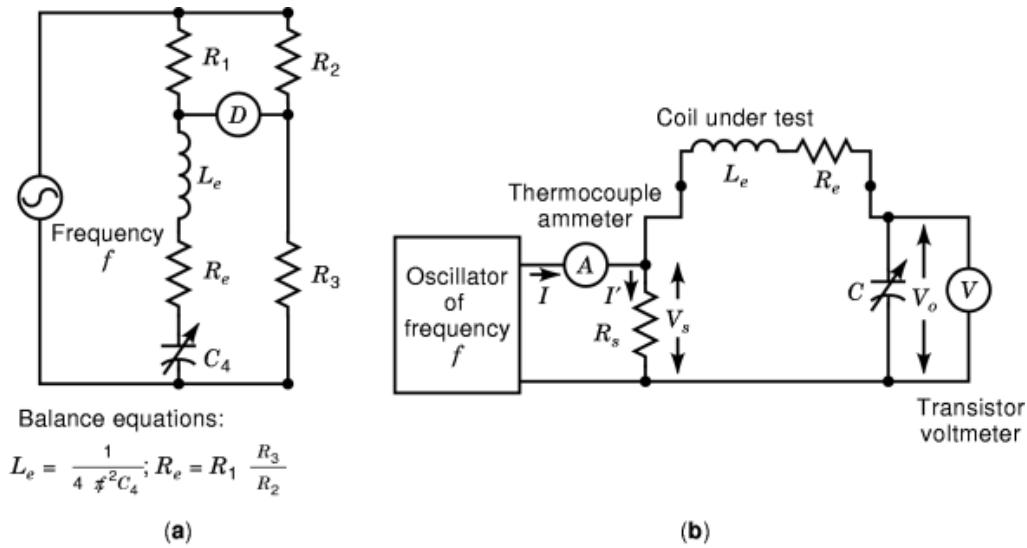 R₁
R₂
D
Lₑ
Frequency
f
Rₑ
R₃
C₄
Balance equations:
Lₑ = 1 / 4 f²C₄ ; Rₑ = R₁ R₃ / R₂
(a)
Coil under test
Lₑ
Rₑ
Thermocouple
ammeter
Oscillator
of
frequency
f
I
A
I′
Rₛ
Vₛ
C
Vₒ
V
Transistor
voltmeter
(b)